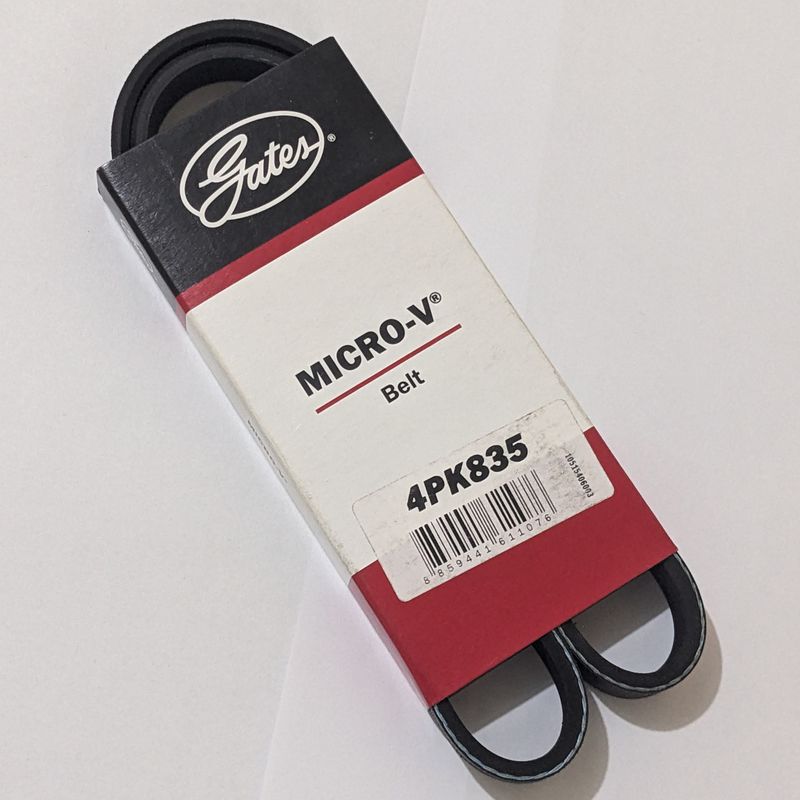 Gates®
MICRO-V®
Belt
4PK835
10515406003
8 859441 611076